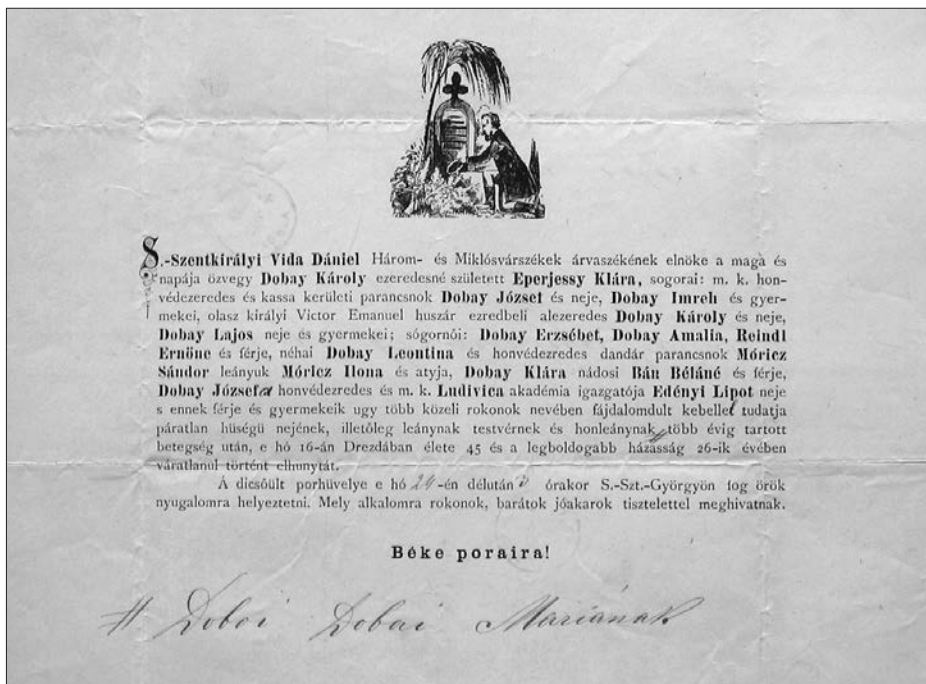 S.-Szentkirályi Vida Dániel Három- és Miklósvárszékek árvaszékének elnöke a maga és
napája özvegy Dobay Károly ezeredesné született Eperjessy Klára, sogorai: m. k. hon-
védezeredes és kassa kerületi parancsnok Dobay József és neje, Dobay Imreh és gyer-
mekei, olasz királyi Victor Emanuel huszár ezredbeli alezeredes Dobay Károly és neje,
Dobay Lajos neje és gyermekei; sógornői: Dobay Erzsébet, Dobay Amalia, Reindl
Ernőne és férje, néhai Dobay Leontina és honvédezredes dandár parancsnok Móricz
Sándor leányuk Móricz Ilona és atyja, Dobay Klára nádosi Bán Béláné és férje,
Dobay Józsefa honvédezredes és m. k. Ludivica akadémia igazgatója Edényi Lipot neje
s ennek férje és gyermekeik ugy több közeli rokonok nevében fájdalomdult kebellel tudatja
páratlan hüségü nejének, illetőleg leánynak testvérnek és honleánynak, több évig tartott
betegség után, e hó 16-án Drezdában élete 45 és a legboldogabb házasság 26-ik évében
váratlanul történt elhunytát.
A dicsőült porhüvelye e hó 24-én délután órakor S.-Szt.-Györgyön fog örök
nyugalomra helyeztetni. Mely alkalomra rokonok, barátok jóakarok tisztelettel meghivatnak.
Béke poraira!
# Doboi Dobai Mariának